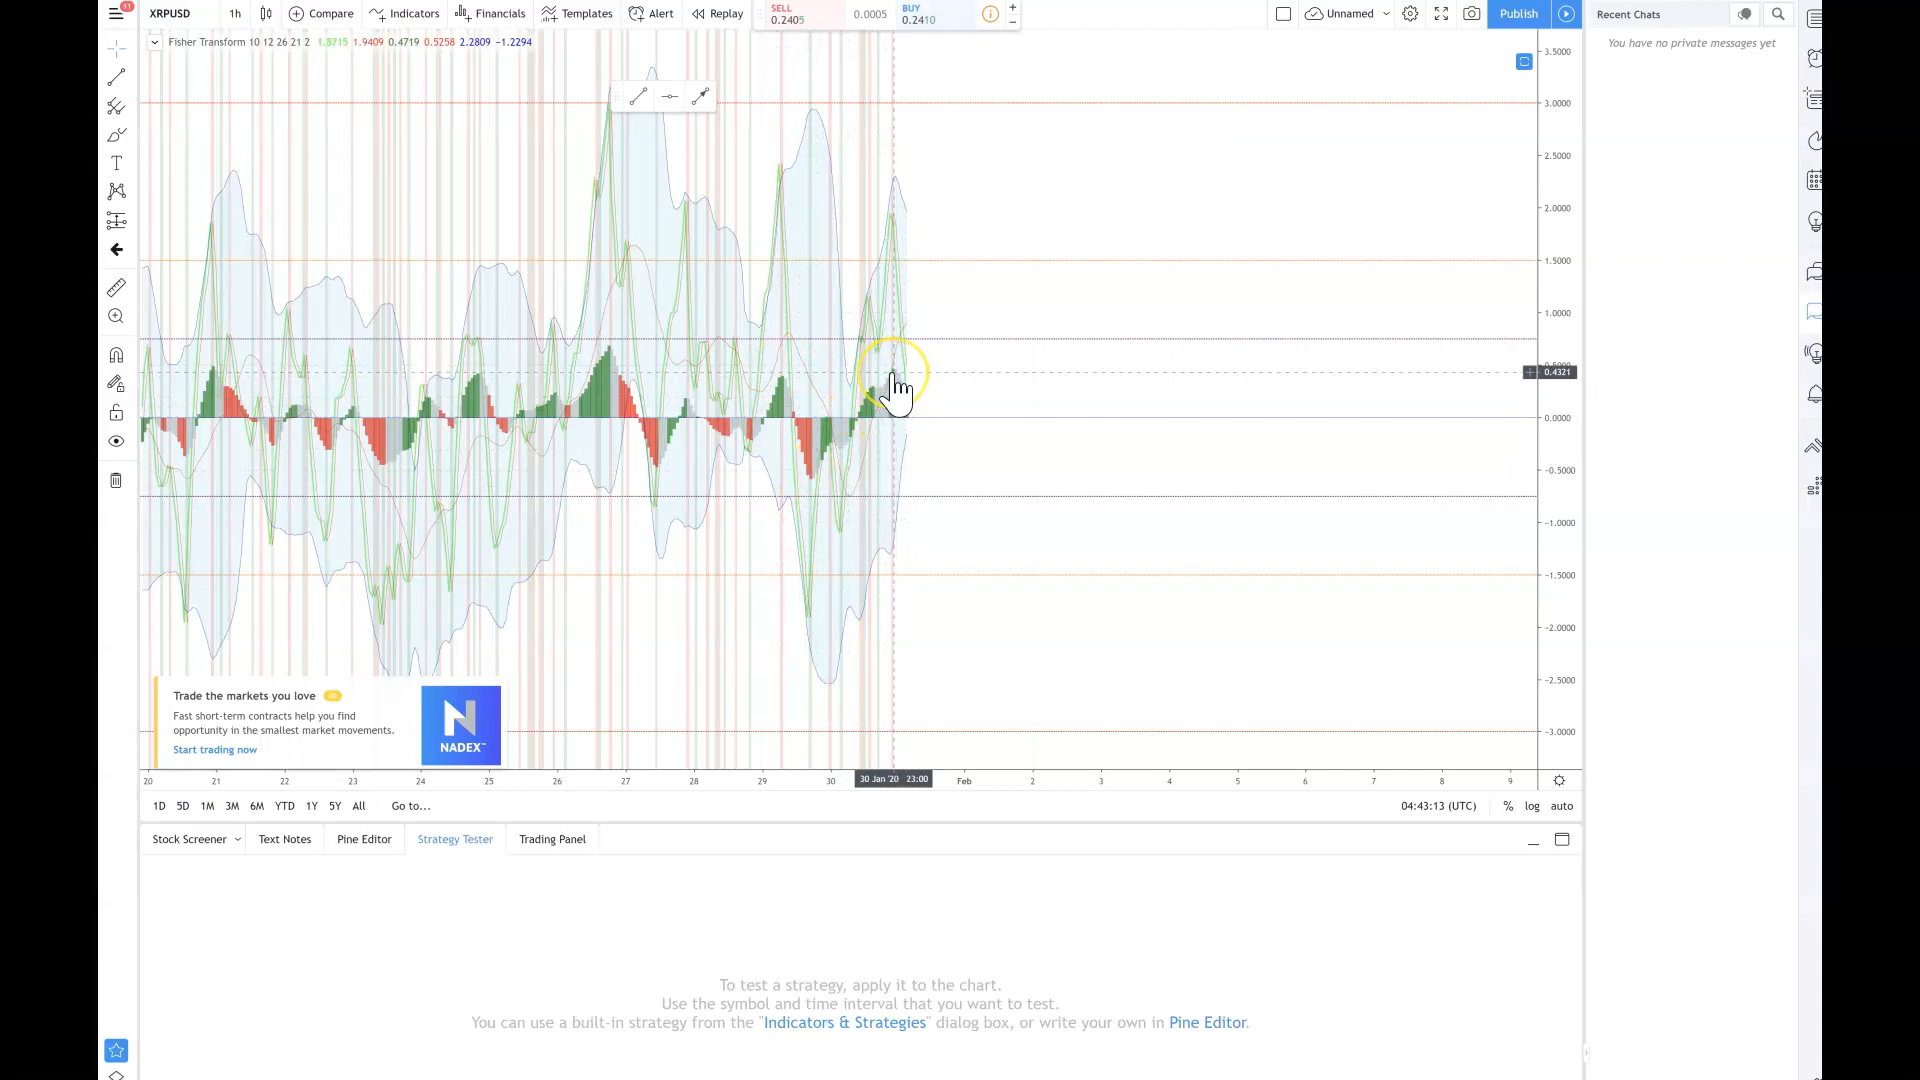 11
XRPUSD 1h Compare Indicators Financials Templates Alert Replay
SELL
0.2405
0.0005
BUY
0.2410
Unnamed
Publish
Recent Chats
You have no private messages yet
Fisher Transform 10 12 26 21 2 1.8715 1.9409 0.4719 0.5258 2.2809 −1.2294
3.5000
3.0000
2.5000
2.0000
1.5000
1.0000
0.5000
0.4321
0.0000
−0.5000
−1.0000
−1.5000
−2.0000
−2.5000
−3.0000
Trade the markets you love
Fast short-term contracts help you find
opportunity in the smallest market movements.
Start trading now
NADEX™
20 21 22 23 24 25 26 27 28 29 30 30 Jan '20 23:00 Feb 2 3 4 5 6 7 8 9
1D 5D 1M 3M 6M YTD 1Y 5Y All Go to...
04:43:13 (UTC) % log auto
Stock Screener Text Notes Pine Editor Strategy Tester Trading Panel
To test a strategy, apply it to the chart.
Use the symbol and time interval that you want to test.
You can use a built-in strategy from the "Indicators & Strategies" dialog box, or write your own in Pine Editor.